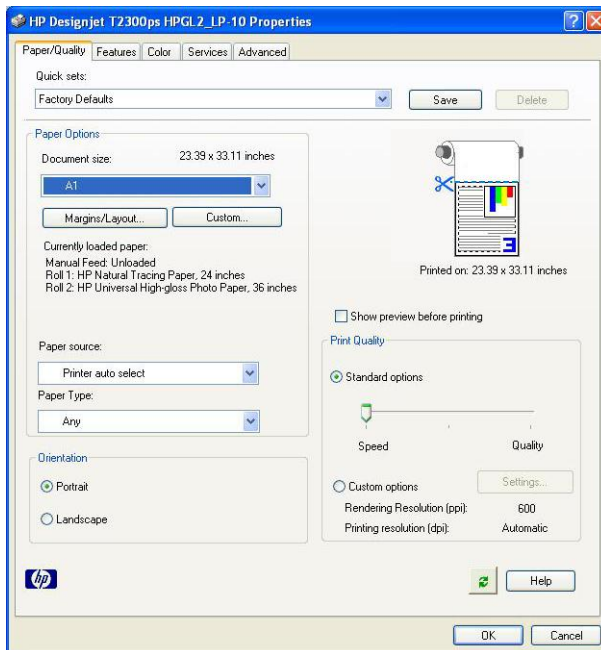 HP Designjet T2300ps HPGL2_LP-10 Properties
Paper/Quality Features Color Services Advanced
Quick sets:
Factory Defaults
Save
Delete
Paper Options
Document size: 23.39 x 33.11 inches
A1
Margins/Layout... Custom...
Currently loaded paper:
Manual Feed: Unloaded
Roll 1: HP Natural Tracing Paper, 24 inches
Roll 2: HP Universal High-gloss Photo Paper, 36 inches
Paper source:
Printer auto select
Paper Type:
Any
Orientation
Portrait
Landscape
3
Printed on: 23.39 x 33.11 inches
Show preview before printing
Print Quality
Standard options
Speed Quality
Custom options Settings...
Rendering Resolution (ppi): 600
Printing resolution (dpi): Automatic
hp
Help
OK Cancel